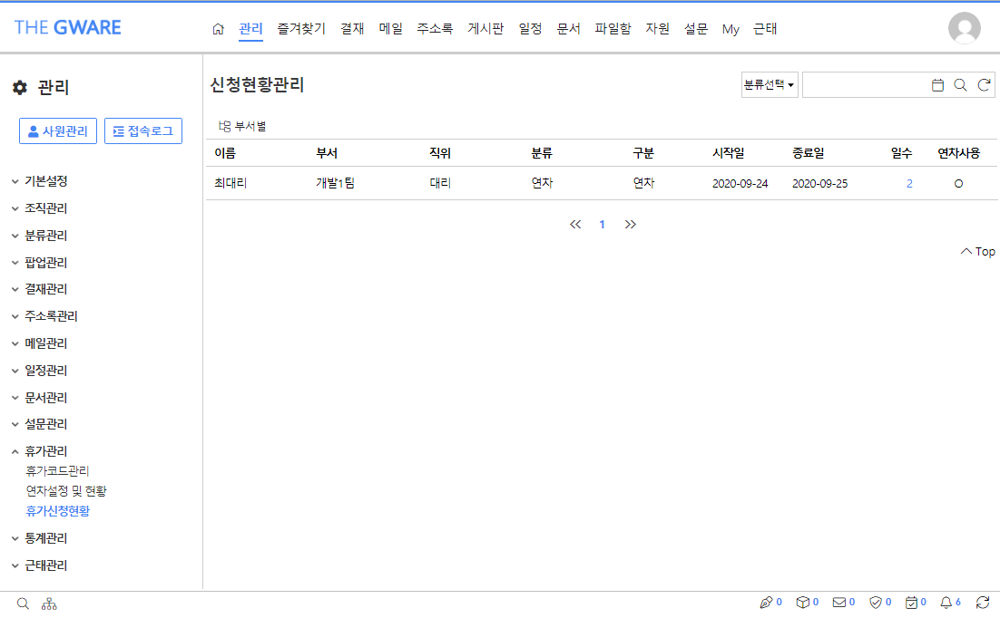 THE GWARE
관리 즐겨찾기 결재 메일 주소록 게시판 일정 문서 파일함 자원 설문 My 근태
관리
사원관리 접속로그
기본설정
조직관리
분류관리
팝업관리
결재관리
주소록관리
메일관리
일정관리
문서관리
설문관리
휴가관리
휴가코드관리
연차설정 및 현황
휴가신청현황
통계관리
근태관리
신청현황관리
분류선택
부서별
이름 부서 직위 분류 구분 시작일 종료일 일수 연차사용
최대리 개발1팀 대리 연차 연차 2020-09-24 2020-09-25 2 O
1
Top
0 0 0 0 0 6